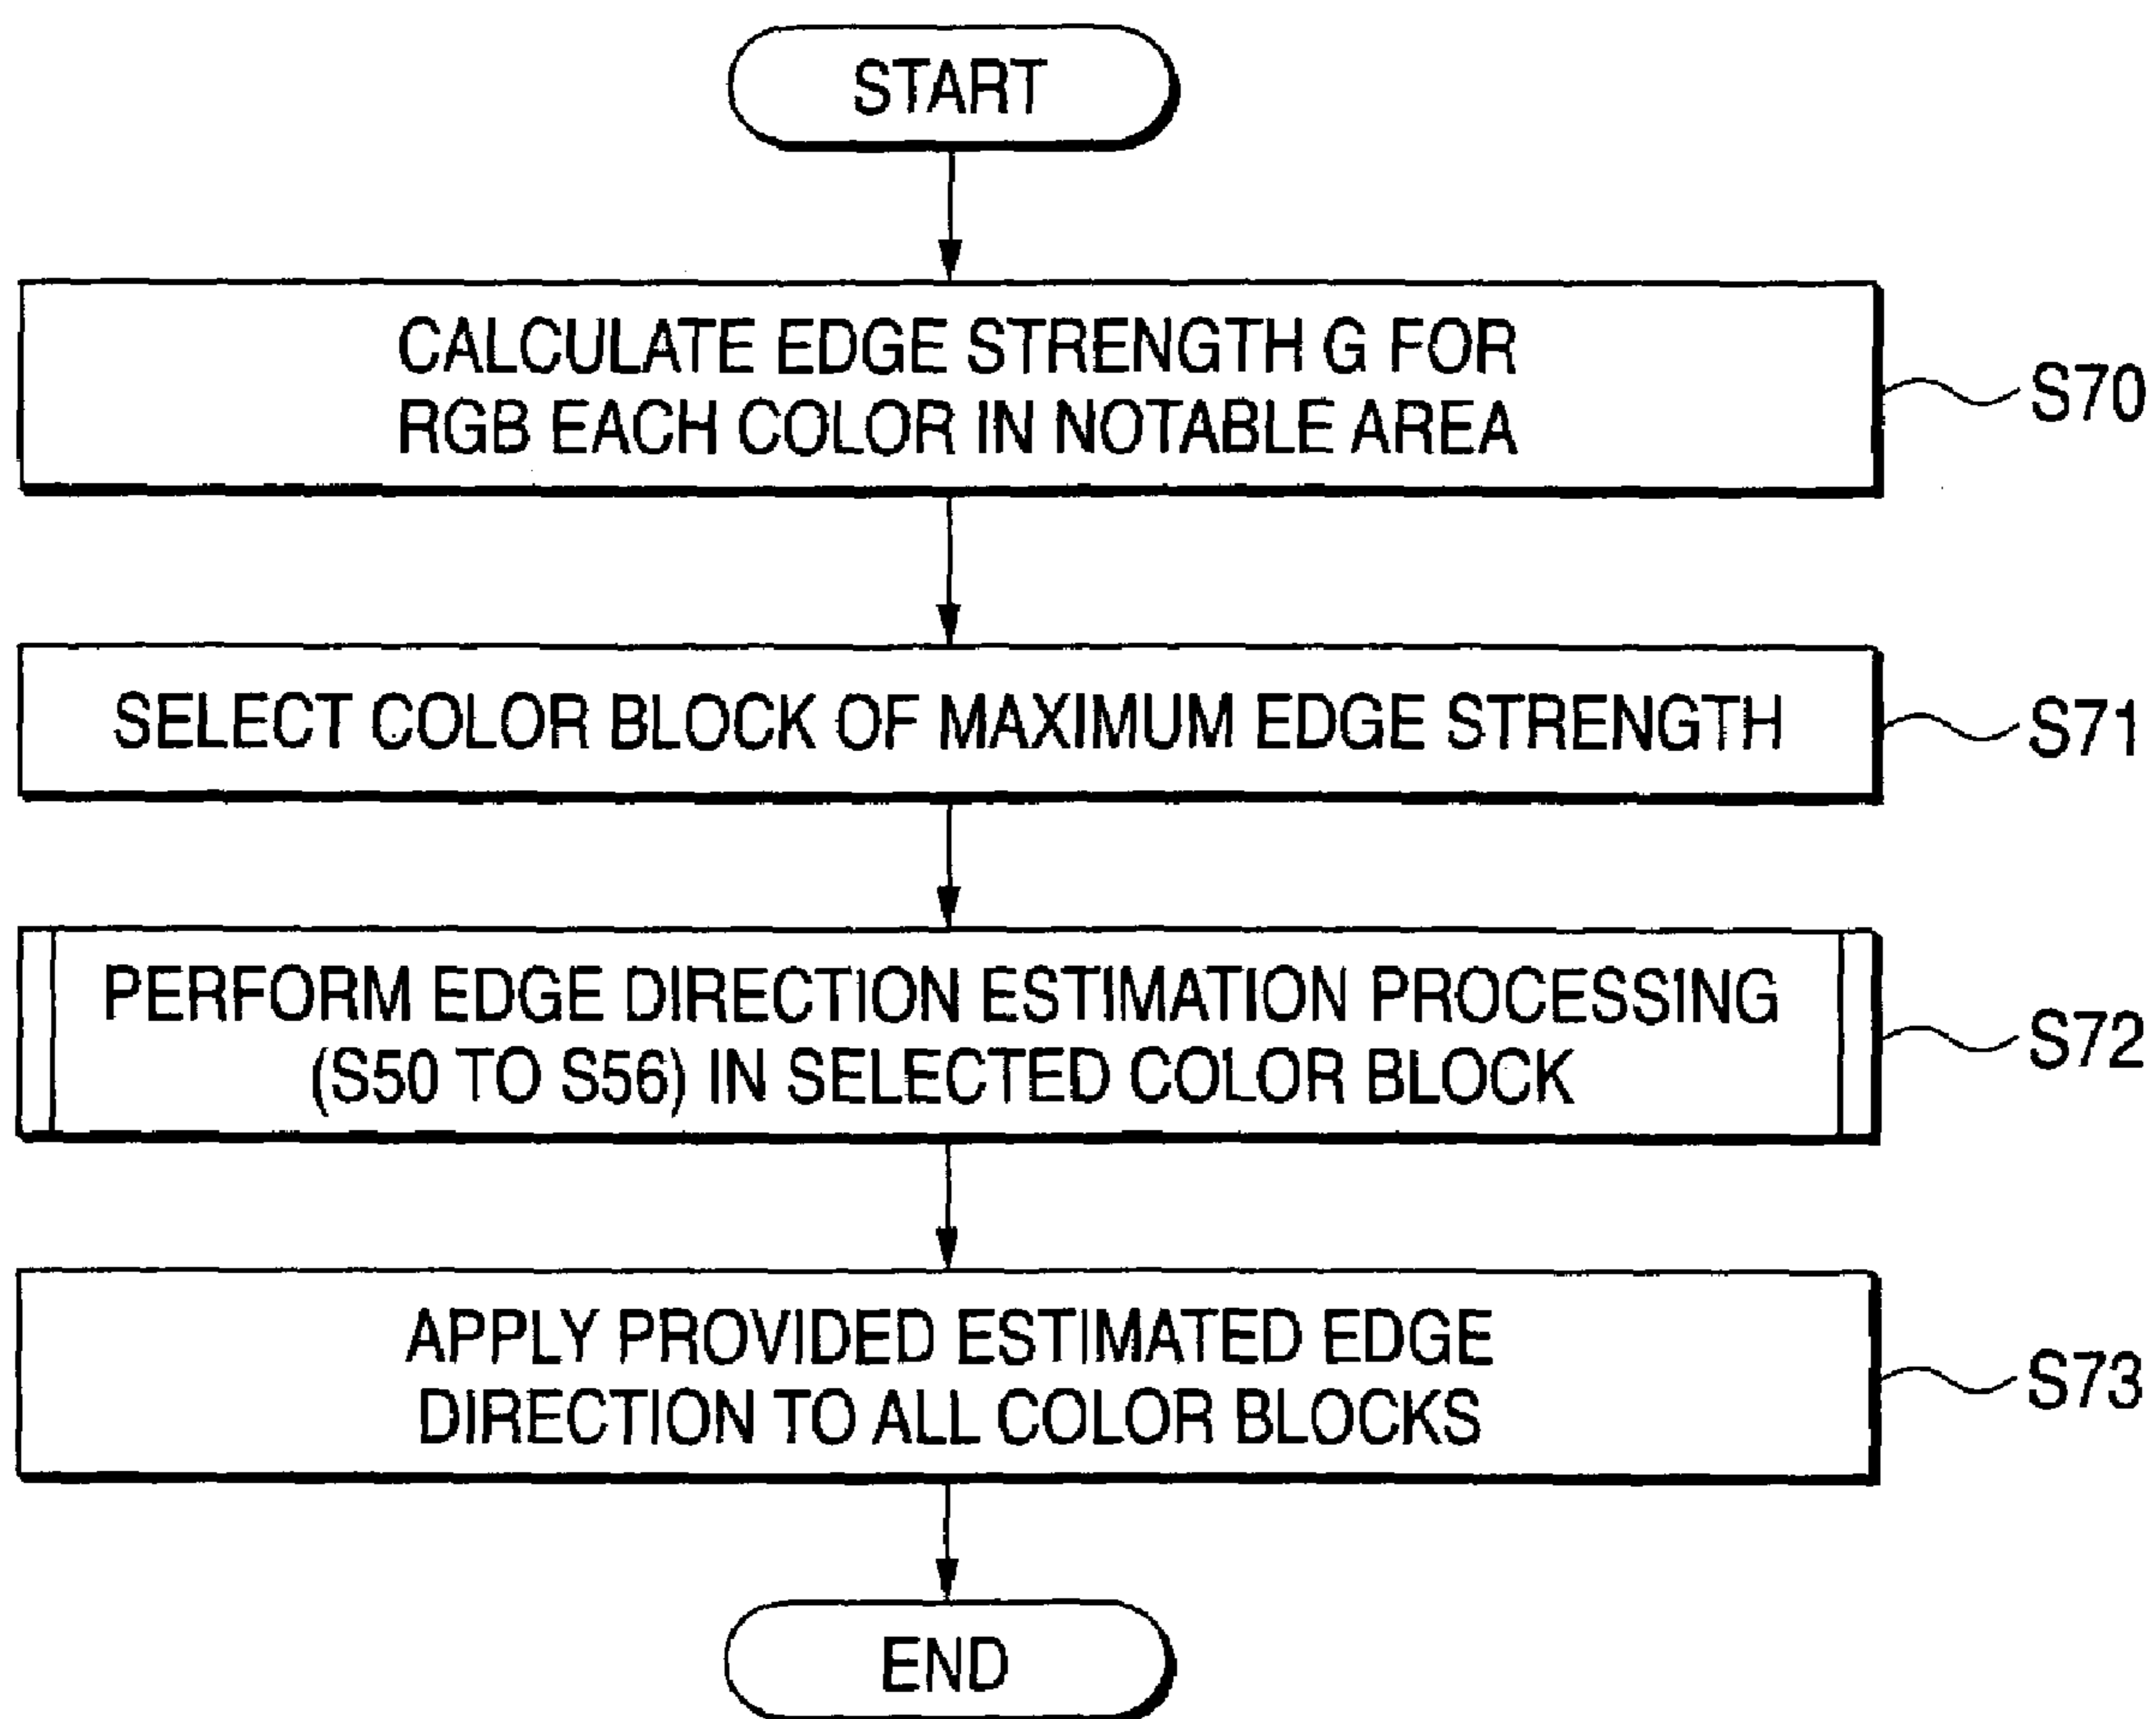 START
CALCULATE EDGE STRENGTH G FOR
RGB EACH COLOR IN NOTABLE AREA
S70
SELECT COLOR BLOCK OF MAXIMUM EDGE STRENGTH
S71
PERFORM EDGE DIRECTION ESTIMATION PROCESSING
(S50 TO S56) IN SELECTED COLOR BLOCK
S72
APPLY PROVIDED ESTIMATED EDGE
DIRECTION TO ALL COLOR BLOCKS
S73
END